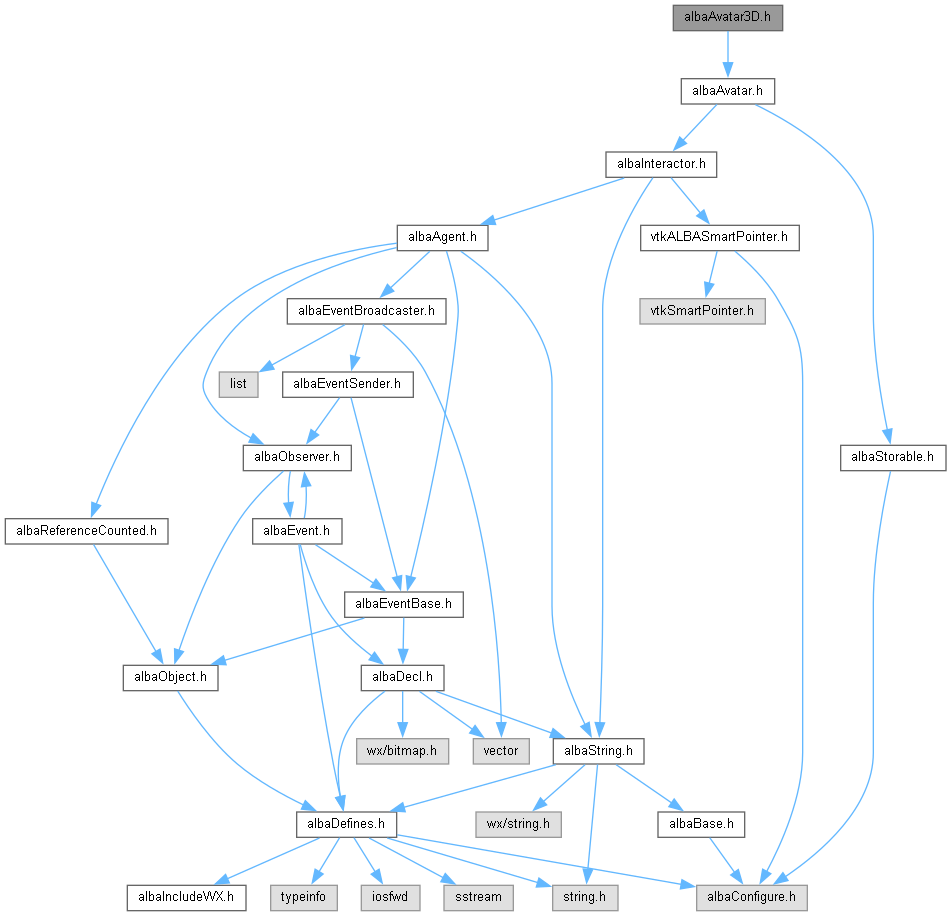 albaAvatar3D.h
albaAvatar.h
albaInteractor.h
albaAgent.h
vtkALBASmartPointer.h
albaEventBroadcaster.h
vtkSmartPointer.h
list
albaEventSender.h
albaObserver.h
albaStorable.h
albaReferenceCounted.h
albaEvent.h
albaEventBase.h
albaObject.h
albaDecl.h
wx/bitmap.h
vector
albaString.h
albaDefines.h
wx/string.h
albaBase.h
albaIncludeWX.h
typeinfo
iosfwd
sstream
string.h
albaConfigure.h